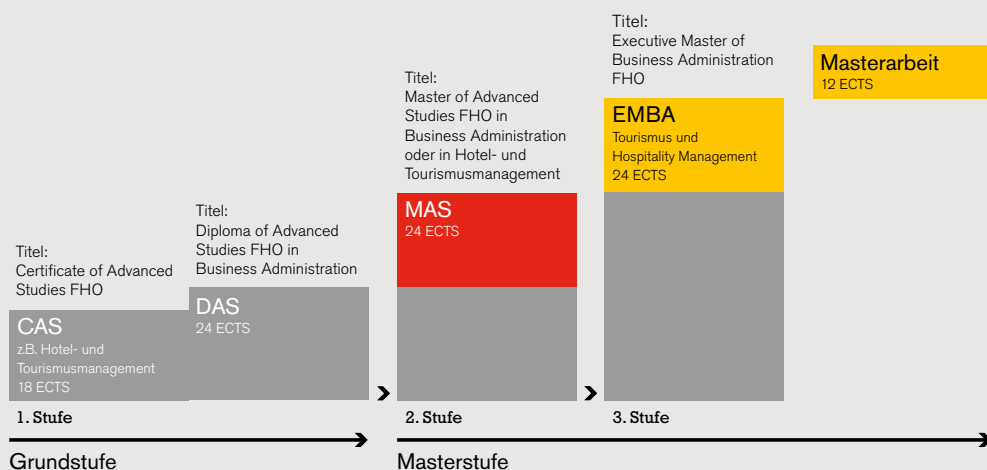 Titel:
Certificate of Advanced
Studies FHO
CAS
z.B. Hotel- und
Tourismusmanagement
18 ECTS
Titel:
Diploma of Advanced
Studies FHO in
Business Administration
DAS
24 ECTS
1. Stufe
Grundstufe
Titel:
Master of Advanced
Studies FHO in
Business Administration
oder in Hotel- und
Tourismusmanagement
MAS
24 ECTS
2. Stufe
Titel:
Executive Master of
Business Administration
FHO
EMBA
Tourismus und
Hospitality Management
24 ECTS
3. Stufe
Masterarbeit
12 ECTS
Masterstufe